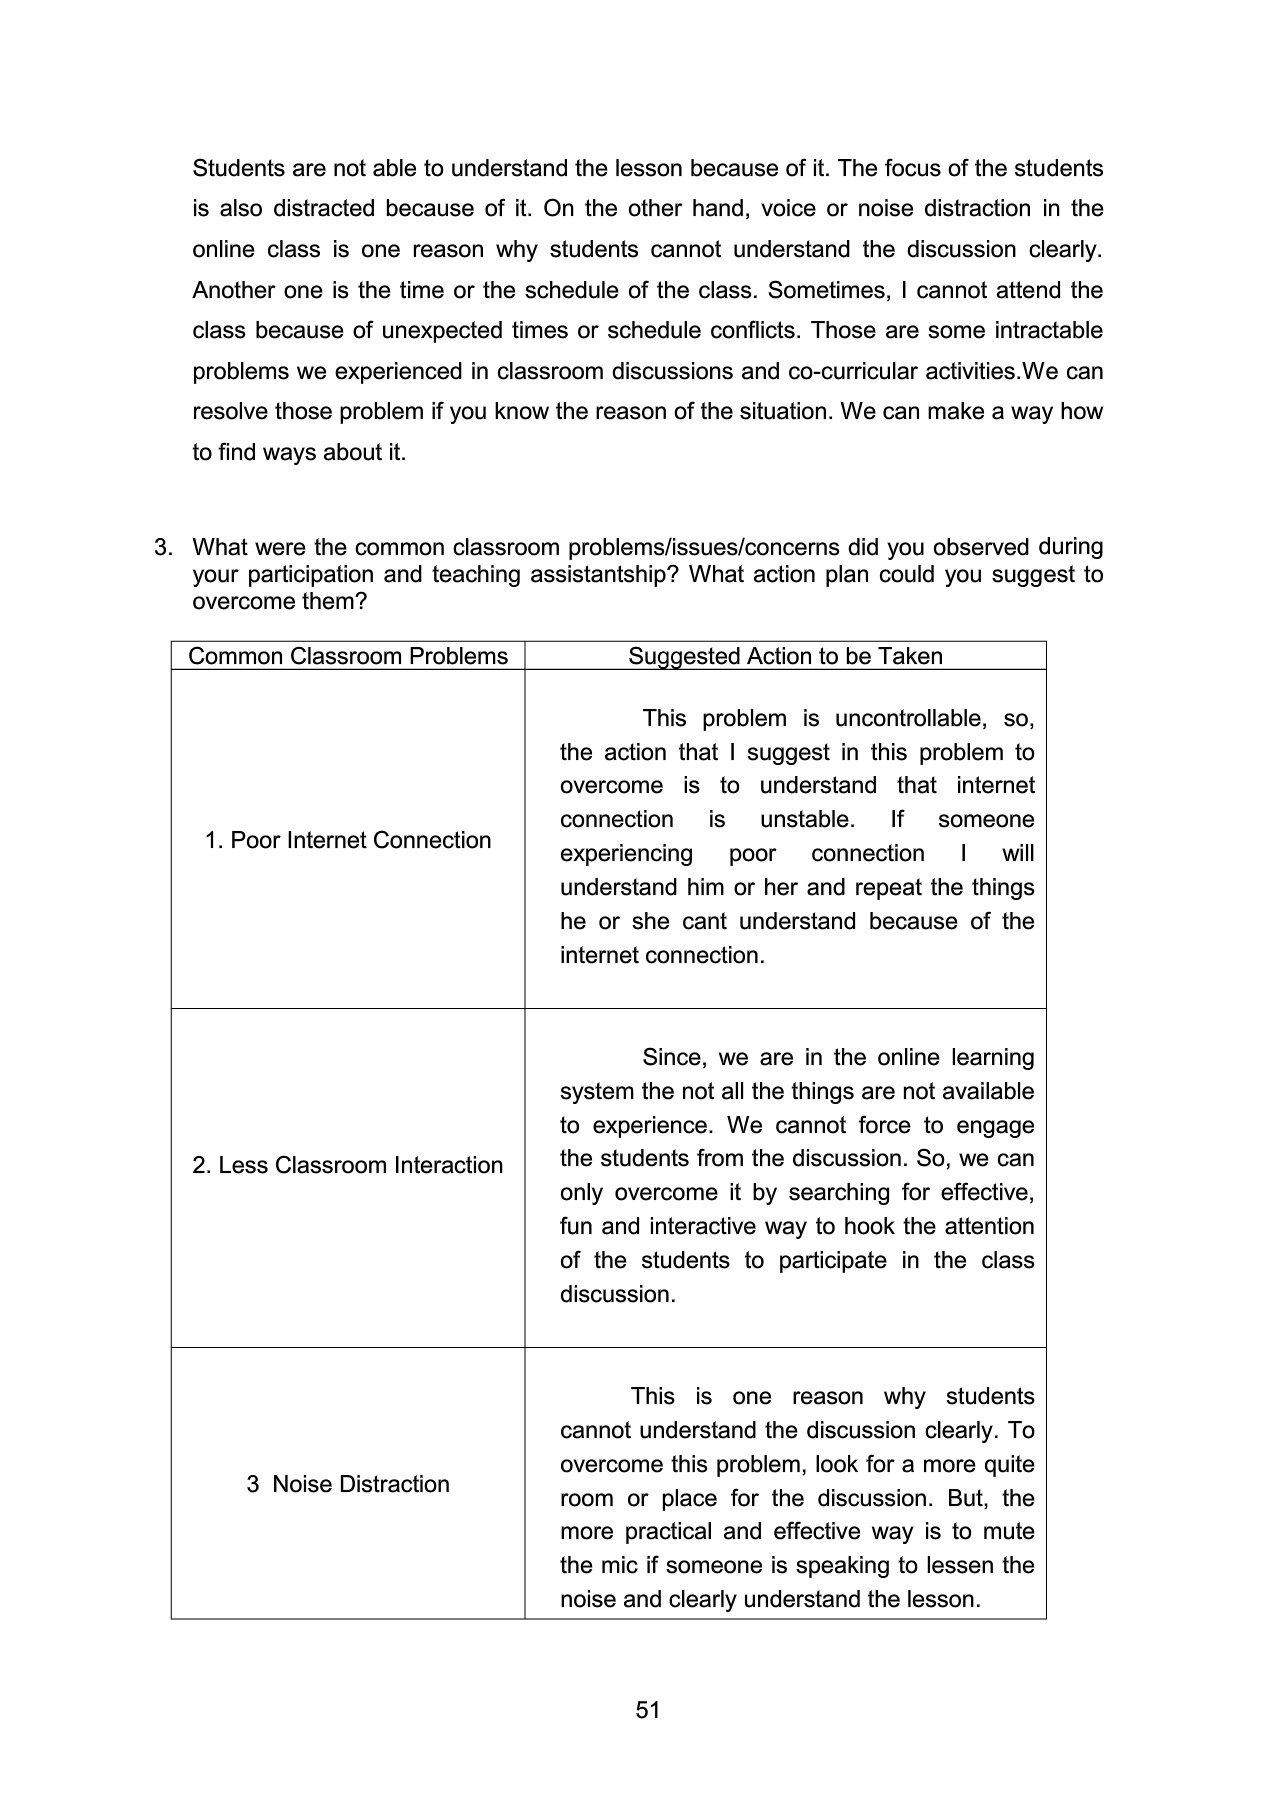 Students are not able to understand the lesson because of it. The focus of the students
is also distracted because of it. On the other hand, voice or noise distraction in the
online class is one reason why students cannot understand the discussion clearly.
Another one is the time or the schedule of the class. Sometimes, I cannot attend the
class because of unexpected times or schedule conflicts. Those are some intractable
problems we experienced in classroom discussions and co-curricular activities.We can
resolve those problem if you know the reason of the situation. We can make a way how
to find ways about it.
3. What were the common classroom problems/issues/concerns did you observed during
your participation and teaching assistantship? What action plan could you suggest to
overcome them?
Common Classroom Problems
Suggested Action to be Taken
1. Poor Internet Connection
This problem is uncontrollable, so,
the action that I suggest in this problem to
overcome is to understand that internet
connection is unstable. If someone
experiencing poor connection I will
understand him or her and repeat the things
he or she cant understand because of the
internet connection.
2. Less Classroom Interaction
Since, we are in the online learning
system the not all the things are not available
to experience. We cannot force to engage
the students from the discussion. So, we can
only overcome it by searching for effective,
fun and interactive way to hook the attention
of the students to participate in the class
discussion.
3 Noise Distraction
This is one reason why students
cannot understand the discussion clearly. To
overcome this problem, look for a more quite
room or place for the discussion. But, the
more practical and effective way is to mute
the mic if someone is speaking to lessen the
noise and clearly understand the lesson.
51